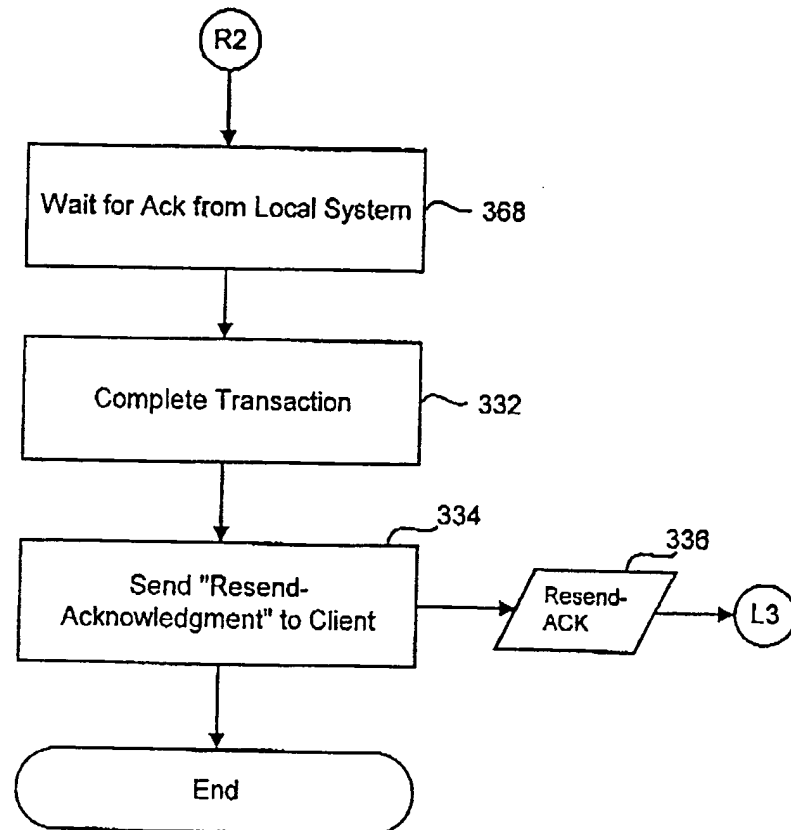 R2
Wait for Ack from Local System
368
Complete Transaction
332
334
Send "Resend-
Acknowledgment" to Client
336
Resend-
ACK
L3
End